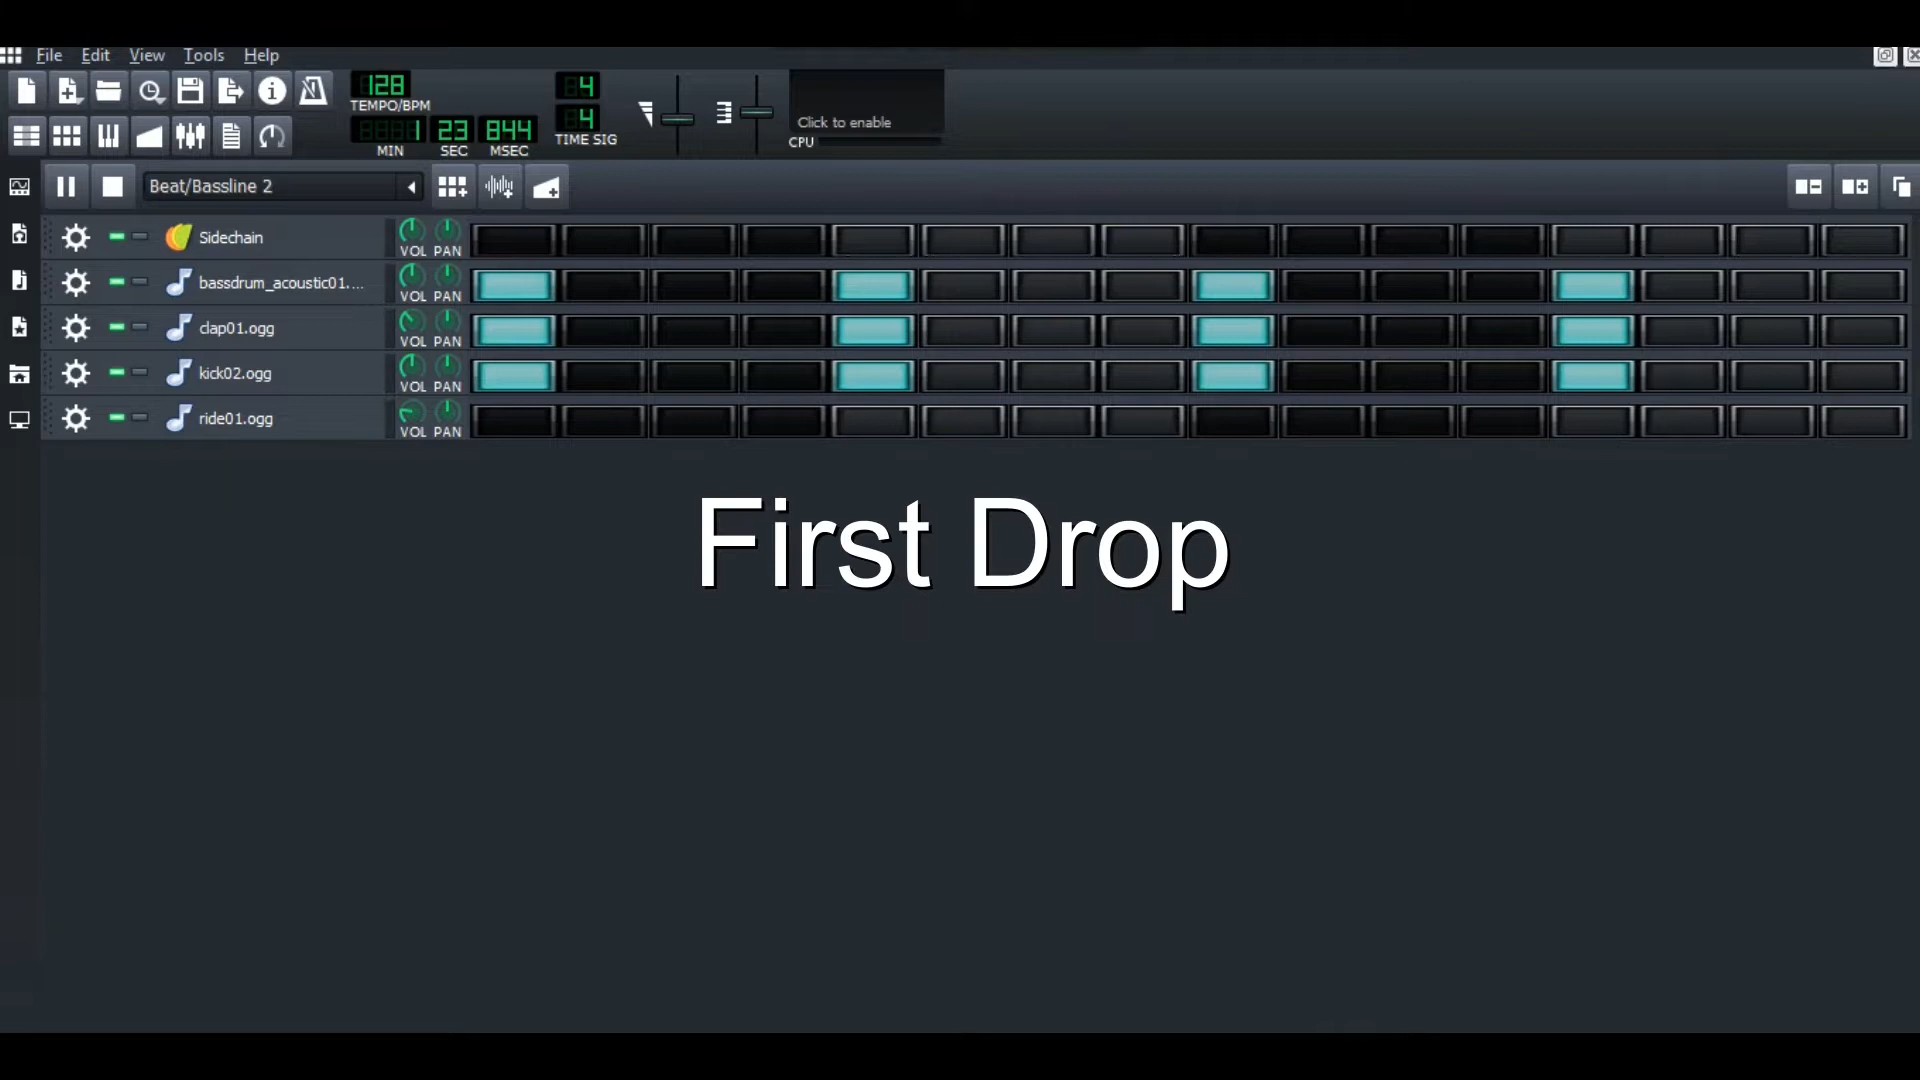 File Edit View Tools Help
128
TEMPO/BPM
1 23 844
MIN SEC MSEC
4
4
TIME SIG
Click to enable
CPU
Beat/Bassline 2
Sidechain VOL PAN
bassdrum_acoustic01.... VOL PAN
clap01.ogg VOL PAN
kick02.ogg VOL PAN
ride01.ogg VOL PAN
First Drop